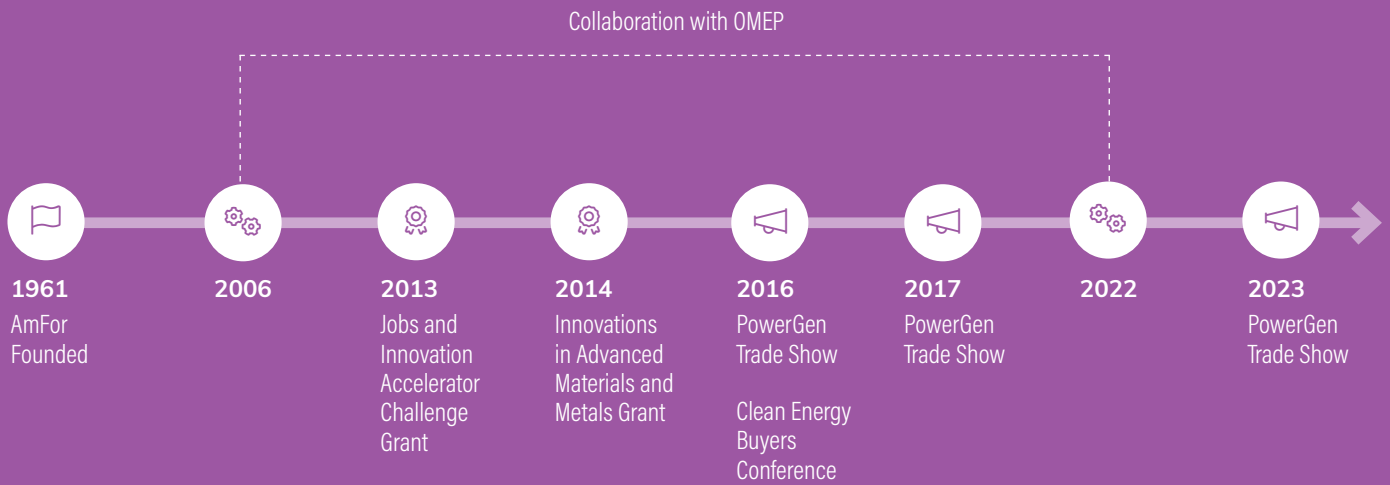 Collaboration with OMEP
1961
AmFor
Founded
2006
2013
Jobs and
Innovation
Accelerator
Challenge
Grant
2014
Innovations
in Advanced
Materials and
Metals Grant
2016
PowerGen
Trade Show
Clean Energy
Buyers
Conference
2017
PowerGen
Trade Show
2022
2023
PowerGen
Trade Show